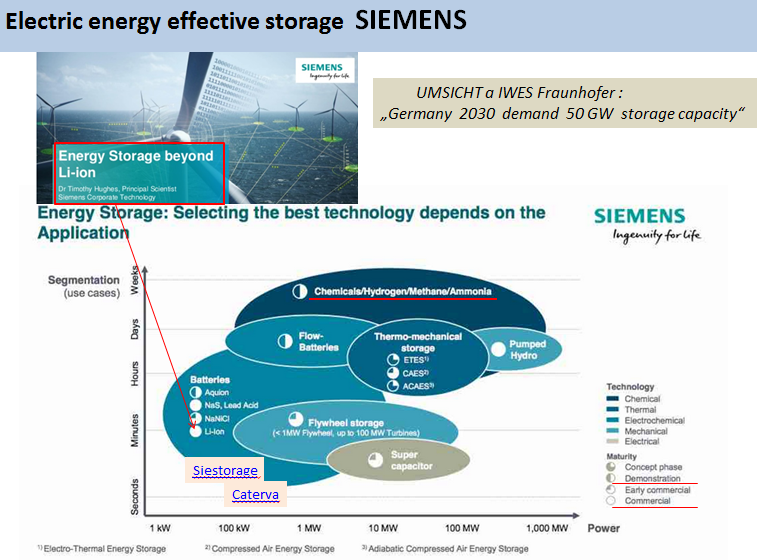 Electric energy effective storage SIEMENS
SIEMENS
Ingenuity for life
UMSICHT a IWES Fraunhofer :
„Germany 2030 demand 50 GW storage capacity“
Energy Storage beyond
Li-ion
Dr Timothy Hughes, Principal Scientist
Siemens Corporate Technology
Energy Storage: Selecting the best technology depends on the
Application
SIEMENS
Ingenuity for life
Segmentation
(use cases)
Weeks
Days
Hours
Minutes
Seconds
Chemicals/Hydrogen/Methane/Ammonia
Flow-
Batteries
Thermo-mechanical
storage
ETES1)
CAES2)
ACAES3)
Pumped
Hydro
Batteries
Aquion
NaS, Lead Acid
NaNiCl
Li-ion
Flywheel storage
(< 1MW Flywheel, up to 100 MW Turbines)
Super
capacitor
Siestorage
Caterva
Technology
Chemical
Thermal
Electrochemical
Mechanical
Electrical
Maturity
Concept phase
Demonstration
Early commercial
Commercial
1 kW
100 kW
1 MW
10 MW
100 MW
1,000 MW
Power
1) Electro-Thermal Energy Storage
2) Compressed Air Energy Storage
3) Adiabatic Compressed Air Energy Storage